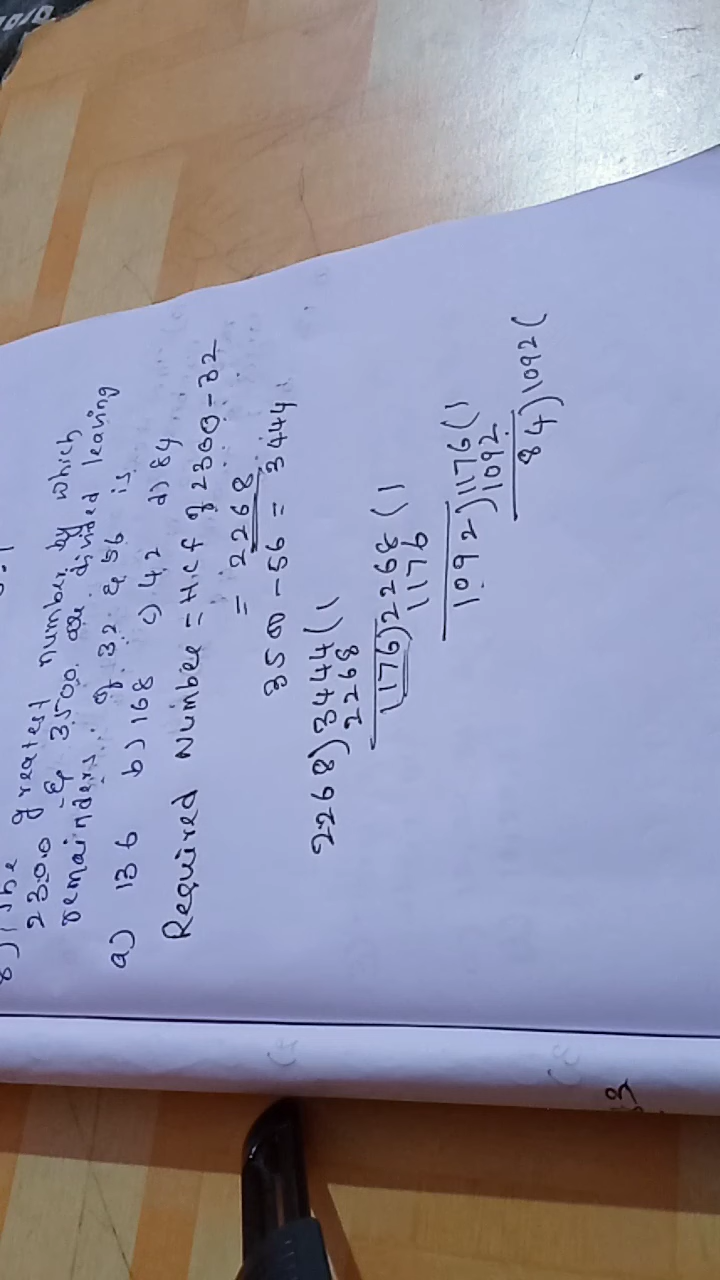 8) The greatest number by which
2300 & 3500 are divided leaving
remainders of 32 & 56 is
a) 136 b) 168 c) 42 d) 84
Required Number = HCF of 2300-32
= 2268
3500-56 = 3444
2268)3444(1
2268
1176)2268(1
1176
1092)1176(1
1092
84)1092(